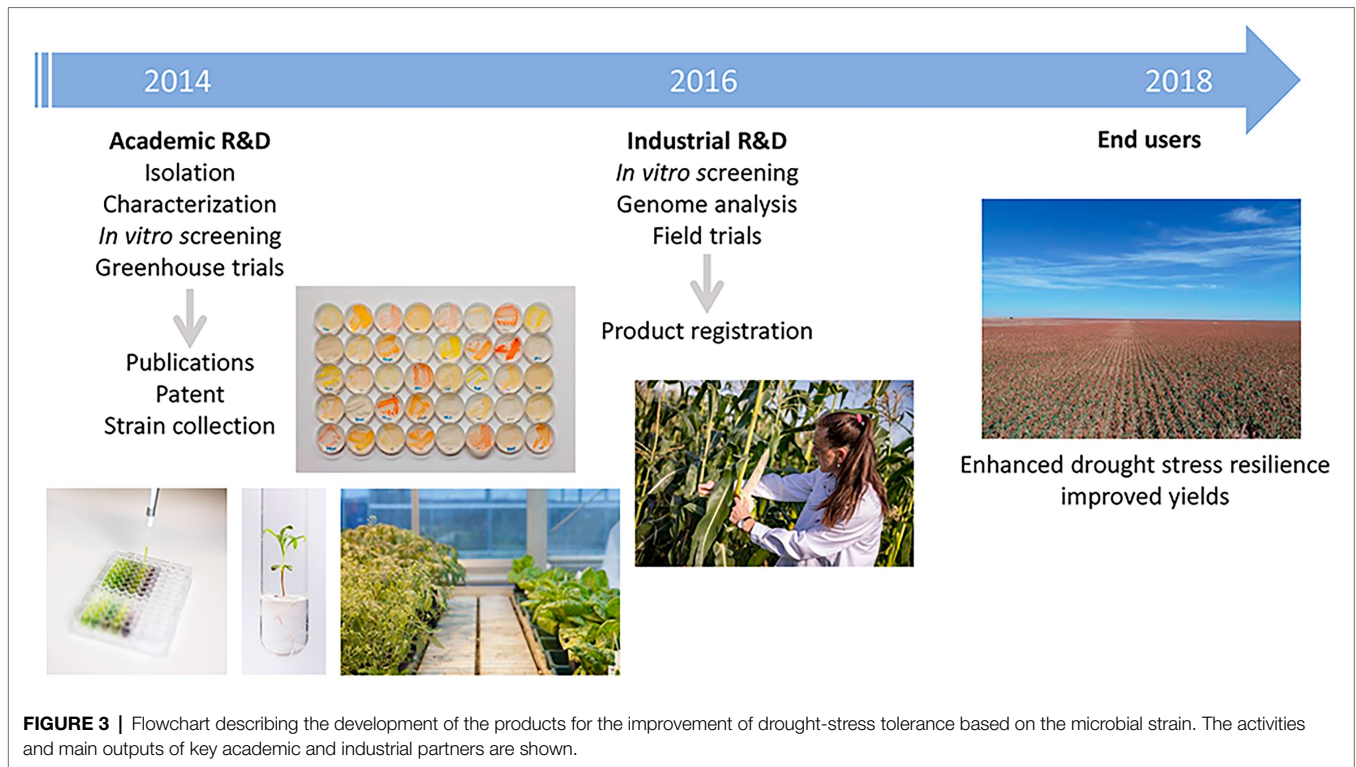 2014
2016
2018
Academic R&D
Isolation
Characterization
In vitro screening
Greenhouse trials
Publications
Patent
Strain collection
Industrial R&D
In vitro screening
Genome analysis
Field trials
Product registration
End users
Enhanced drought stress resilience
improved yields
FIGURE 3 | Flowchart describing the development of the products for the improvement of drought-stress tolerance based on the microbial strain. The activities
and main outputs of key academic and industrial partners are shown.